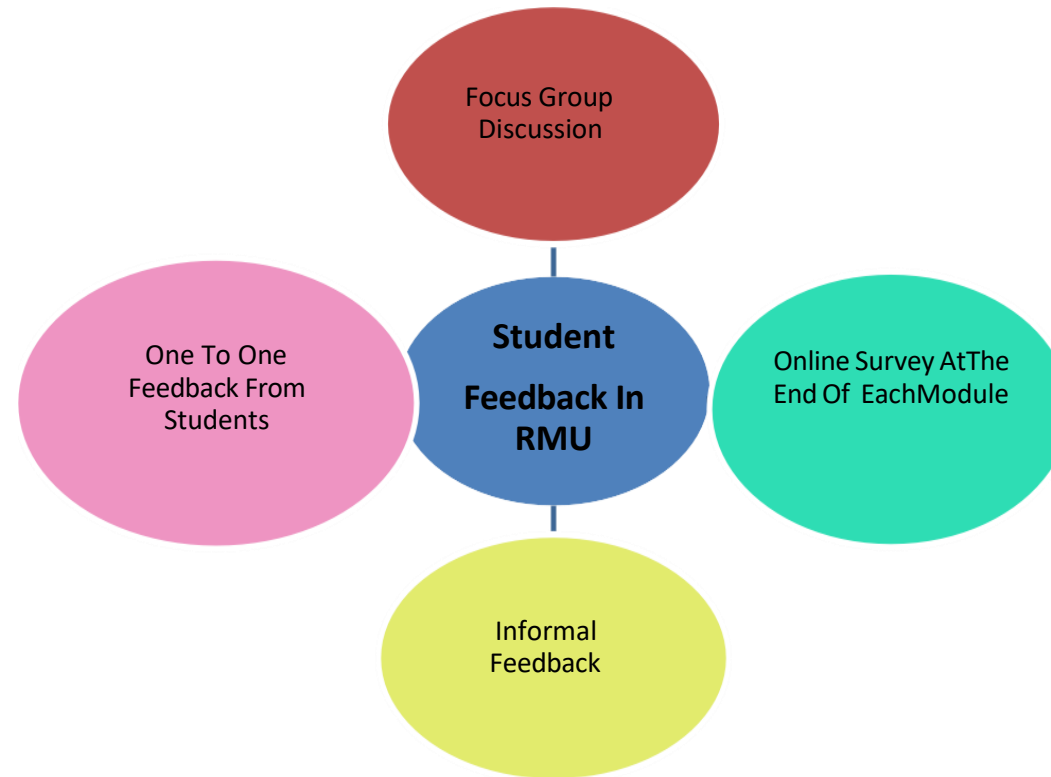 Focus Group
Discussion
One To One
Feedback From
Students
Student
Feedback In
RMU
Online Survey AtThe
End Of EachModule
Informal
Feedback